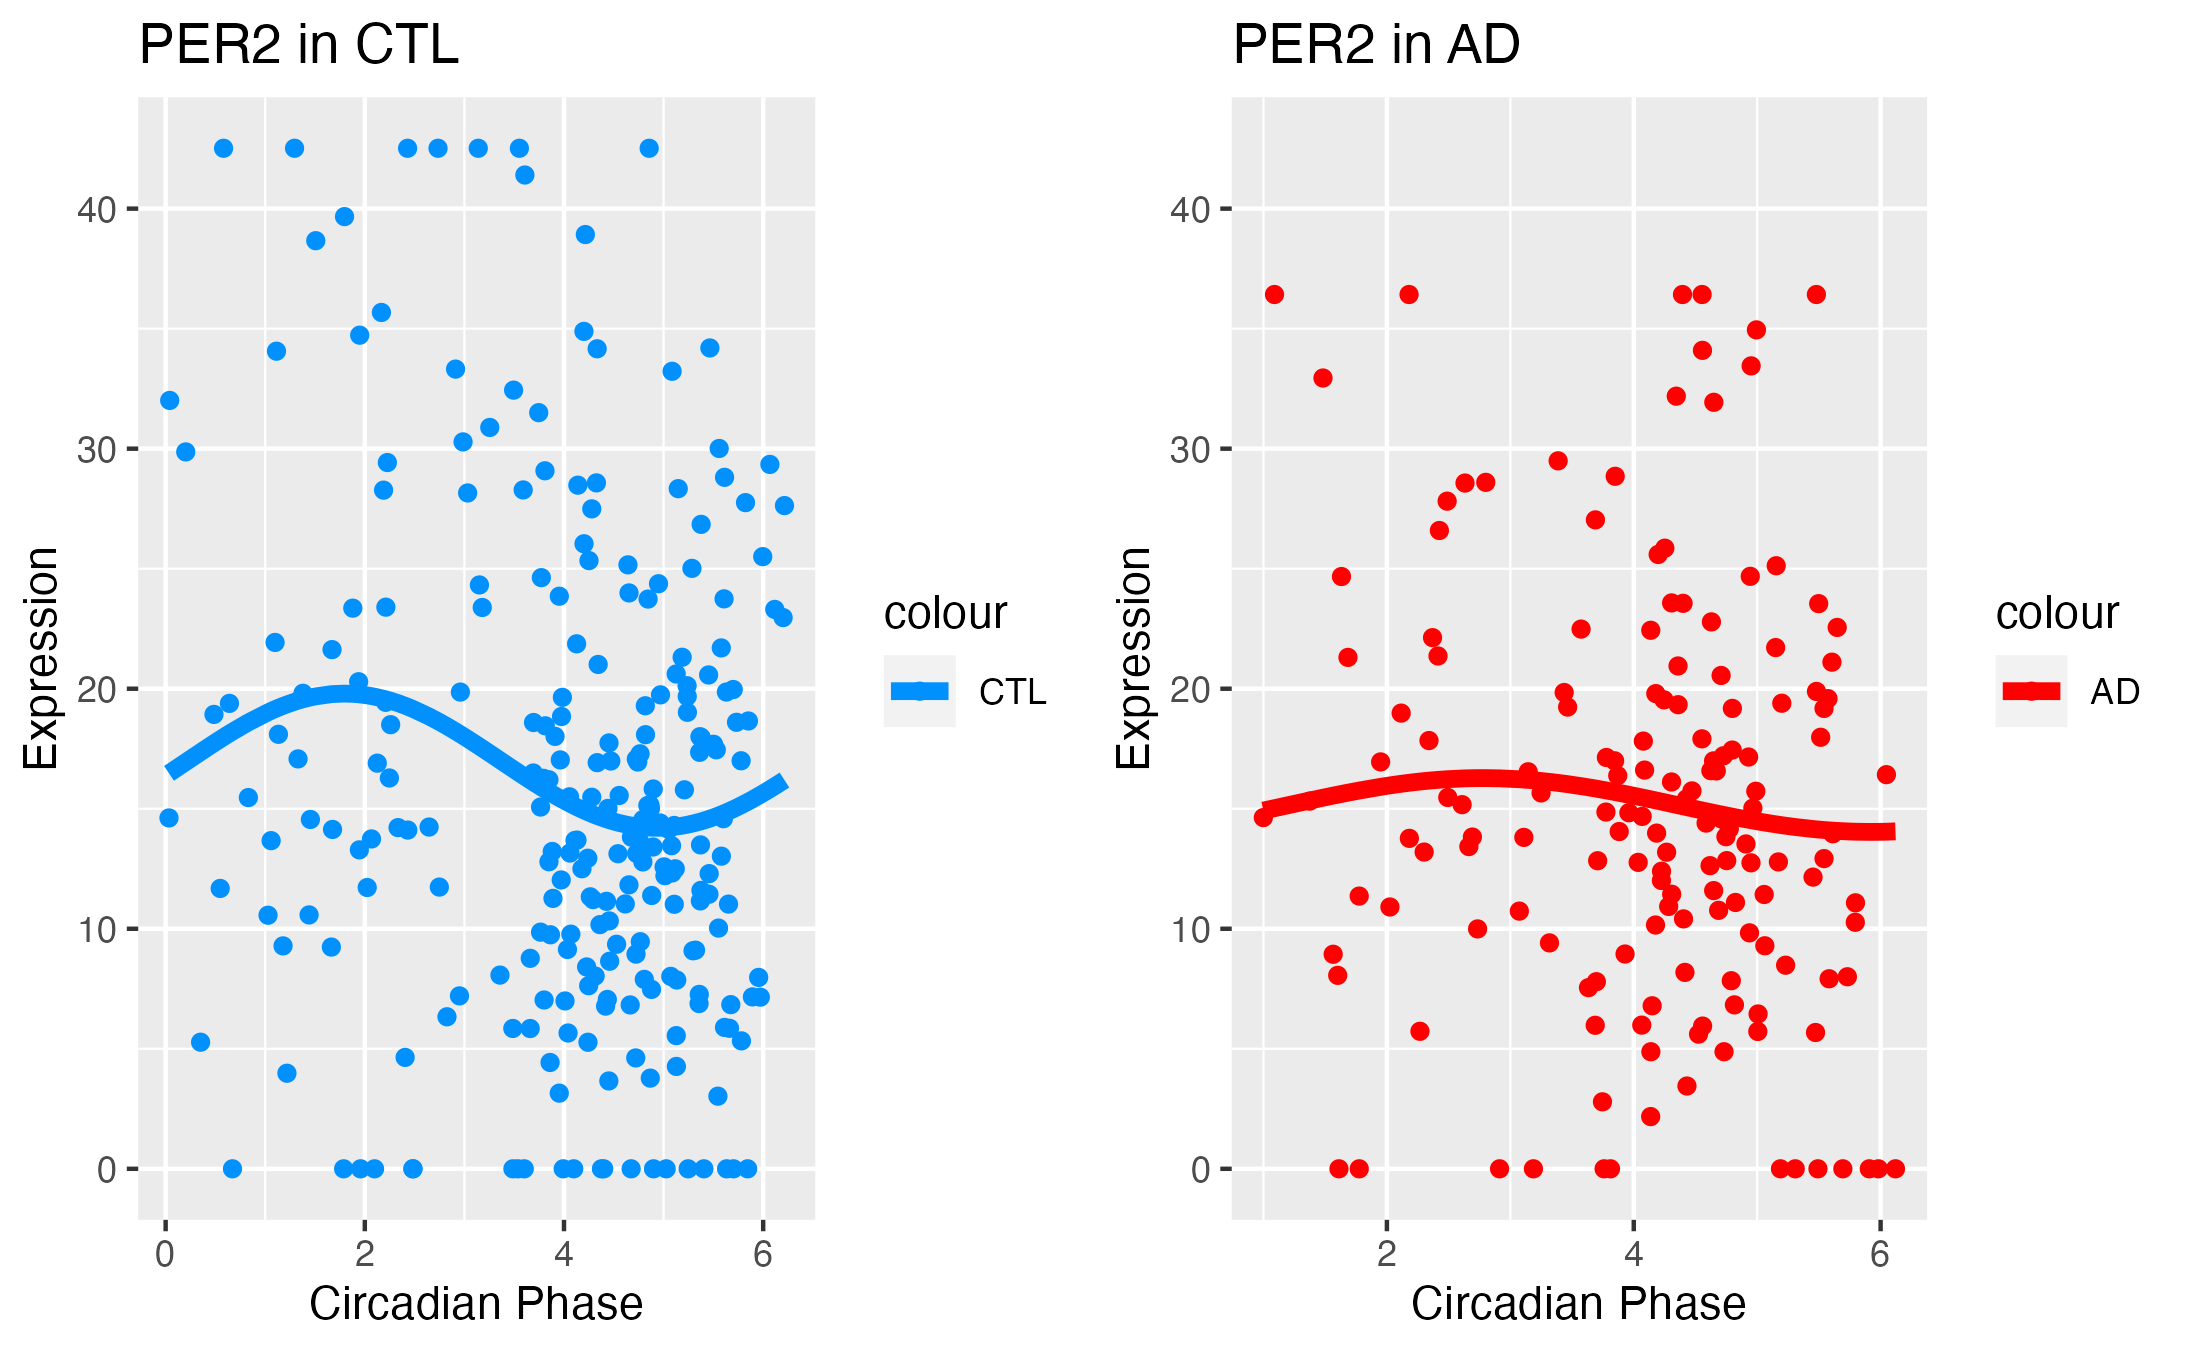 PER2 in CTL
Expression
40
30
20
10
0
0 2 4 6
Circadian Phase
colour
CTL
PER2 in AD
Expression
40
30
20
10
0
2 4 6
Circadian Phase
colour
AD